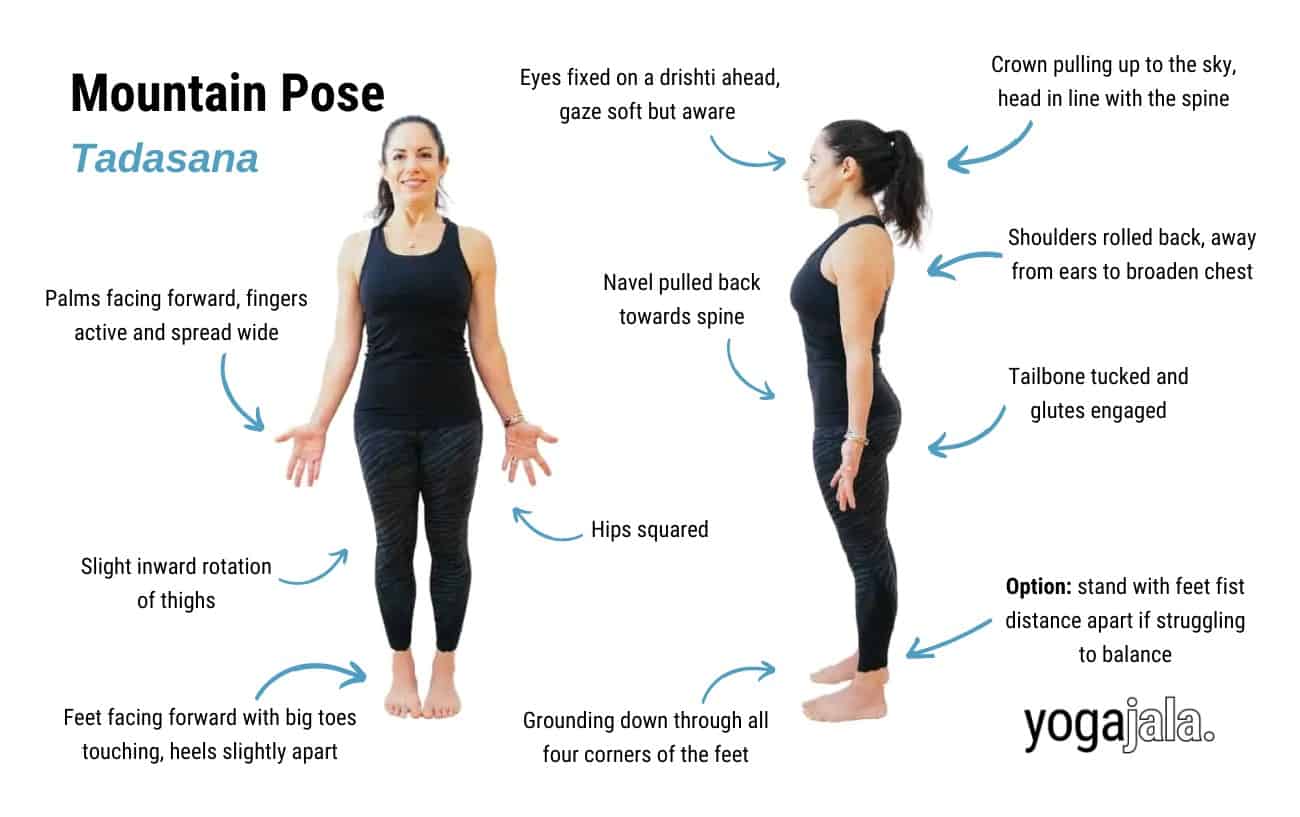 Mountain Pose
Tadasana
Eyes fixed on a drishti ahead,
gaze soft but aware
Crown pulling up to the sky,
head in line with the spine
Palms facing forward, fingers
active and spread wide
Navel pulled back
towards spine
Shoulders rolled back, away
from ears to broaden chest
Tailbone tucked and
glutes engaged
Hips squared
Slight inward rotation
of thighs
Option: stand with feet fist
distance apart if struggling
to balance
Feet facing forward with big toes
touching, heels slightly apart
Grounding down through all
four corners of the feet
yogajala.